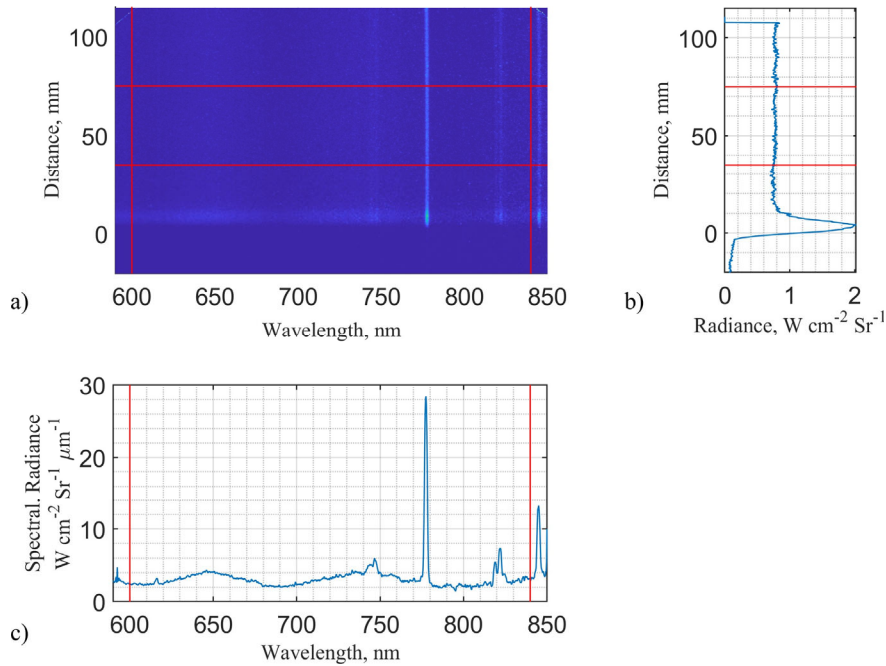 100
50
0
Distance, mm
600 650 700 750 800 850
Wavelength, nm
a)
100
50
0
Distance, mm
0 1 2
Radiance, W cm⁻² Sr⁻¹
b)
30
20
10
0
Spectral. Radiance
W cm⁻² Sr⁻¹ μm⁻¹
600 650 700 750 800 850
Wavelength, nm
c)